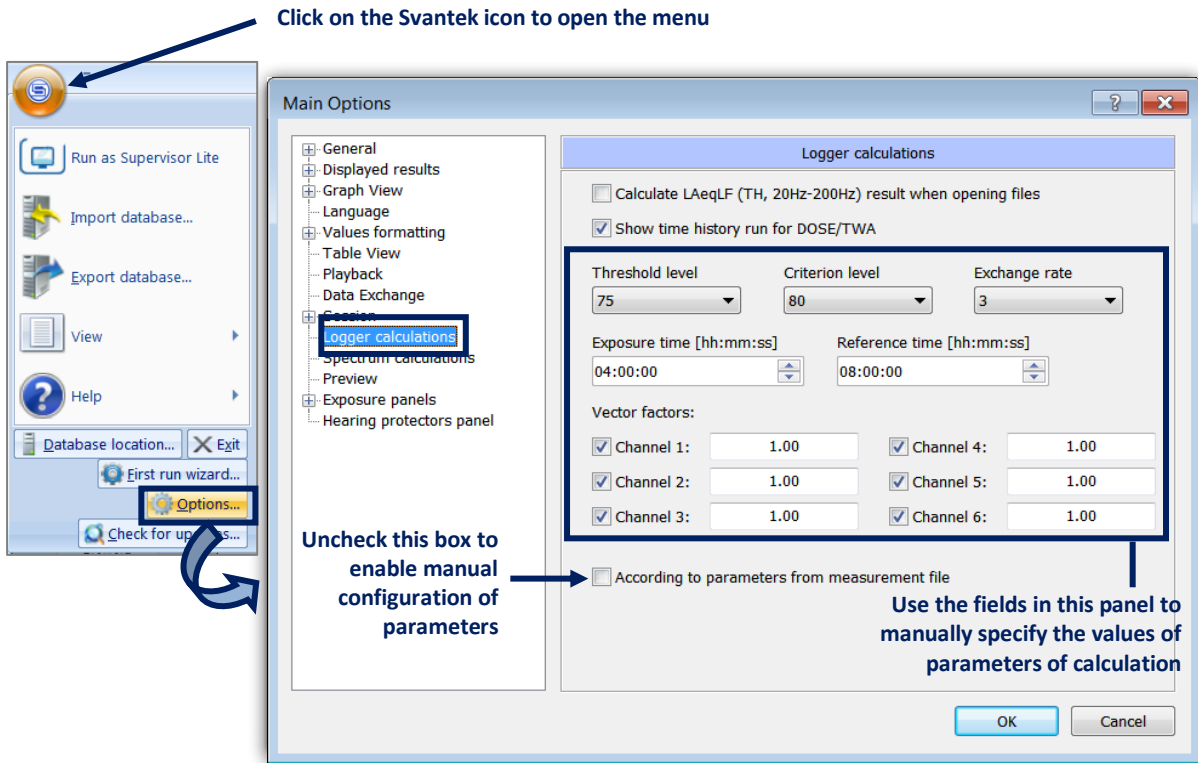 Click on the Svantek icon to open the menu
Run as Supervisor Lite
Import database...
Export database...
View
Help
Database location...
Exit
First run wizard...
Options...
Check for up
es...
Main Options
General
Displayed results
Graph View
Language
Values formatting
Table View
Playback
Data Exchange
Session
Logger calculations
Spectrum calculations
Preview
Exposure panels
Hearing protectors panel
Logger calculations
Calculate LAeqLF (TH, 20Hz-200Hz) result when opening files
Show time history run for DOSE/TWA
Threshold level Criterion level Exchange rate
75 80 3
Exposure time [hh:mm:ss] Reference time [hh:mm:ss]
04:00:00 08:00:00
Vector factors:
Channel 1: 1.00 Channel 4: 1.00
Channel 2: 1.00 Channel 5: 1.00
Channel 3: 1.00 Channel 6: 1.00
According to parameters from measurement file
Uncheck this box to
enable manual
configuration of
parameters
Use the fields in this panel to
manually specify the values of
parameters of calculation
OK Cancel